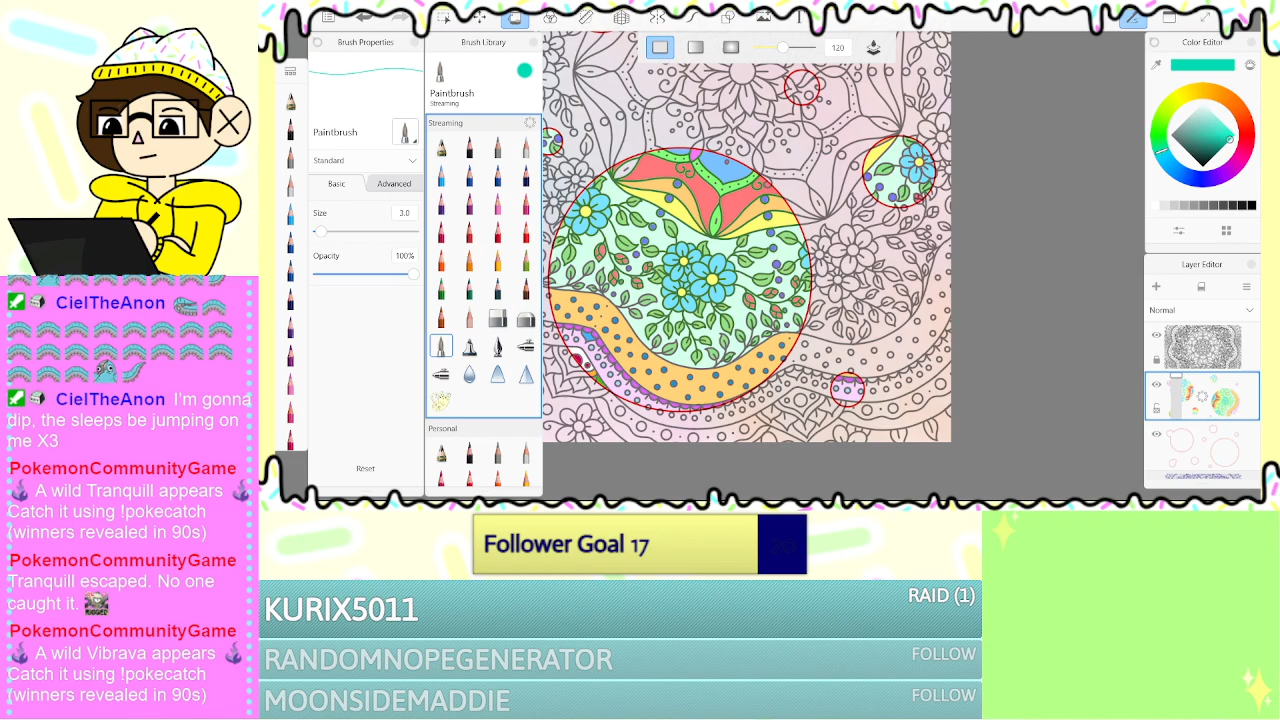 Brush Properties
Brush Library
120
Color Editor
Paintbrush
Streaming
Streaming
Paintbrush
Standard
Basic
Advanced
Size
3.0
Opacity
100%
Reset
Personal
Layer Editor
Normal
CielTheAnon
CielTheAnon I'm gonna
dip, the sleeps be jumping on
me X3
PokemonCommunityGame
A wild Tranquill appears
Catch it using !pokecatch
(winners revealed in 90s)
PokemonCommunityGame
Tranquill escaped. No one
caught it.
PokemonCommunityGame
A wild Vibrava appears
Catch it using !pokecatch
(winners revealed in 90s)
Follower Goal 17
KURIX5011
RAID (1)
RANDOMNOPEGENERATOR
FOLLOW
MOONSIDEMADDIE
FOLLOW